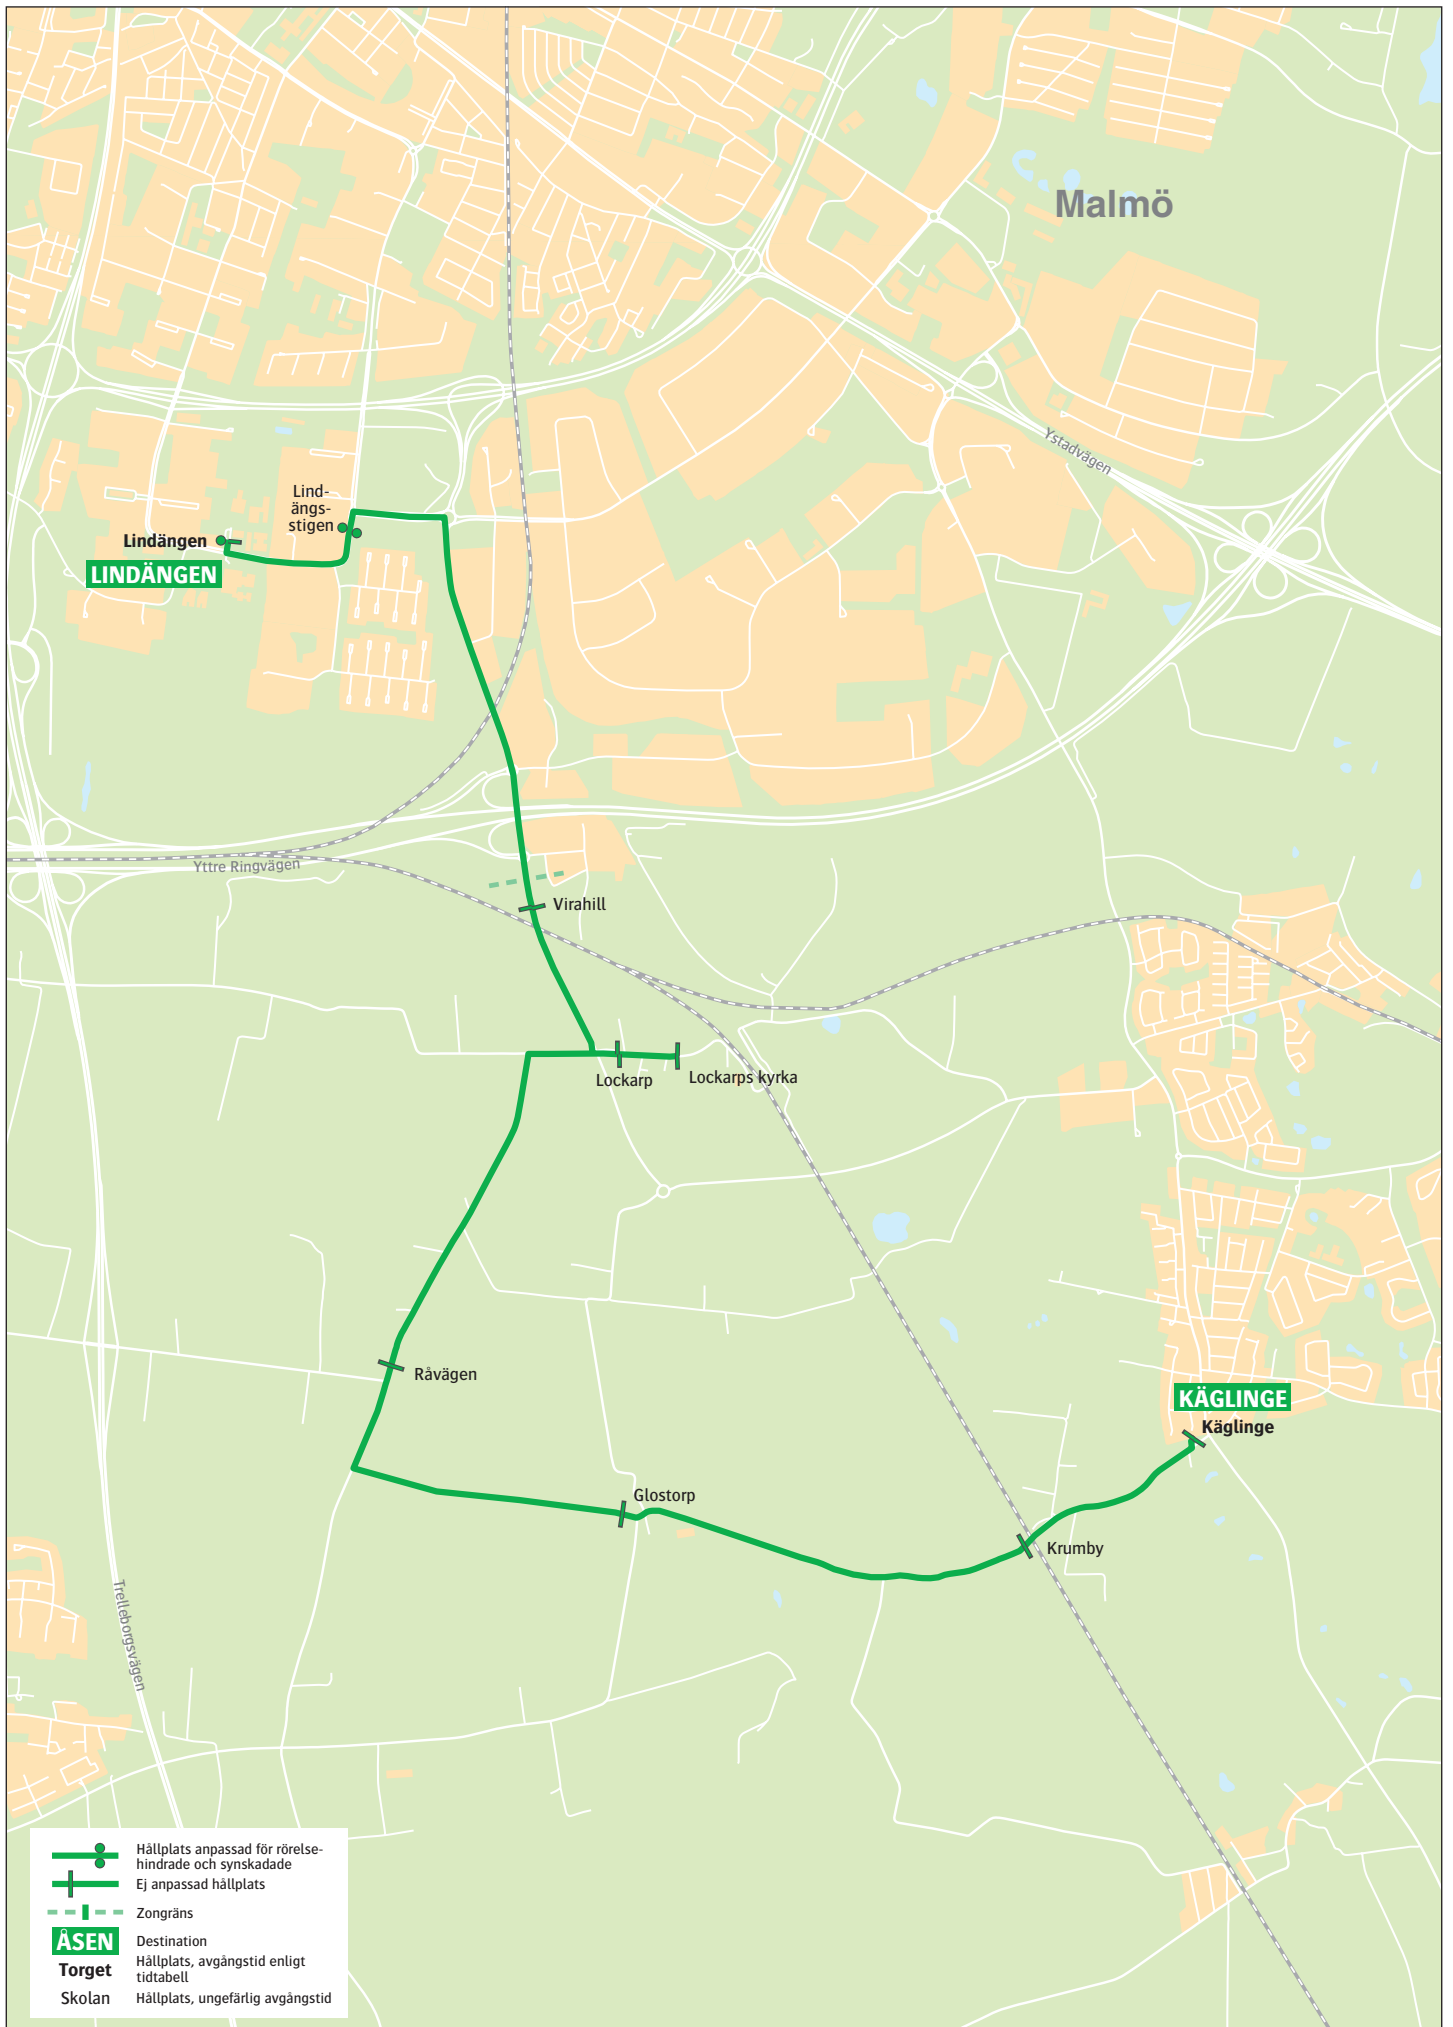 Malmö
Ystadvägen
Lind-
ängs-
stigen
Lindängen
LINDÄNGEN
Yttre Ringvägen
Virahill
Lockarp
Lockarps kyrka
Råvägen
KÄGLINGE
Käglinge
Glostorp
Krumby
Trelleborgsvägen
Hållplats anpassad för rörelse-
hindrade och synskadade
Ej anpassad hållplats
Zongräns
ÅSEN Destination
Torget Hållplats, avgångstid enligt
tidtabell
Skolan Hållplats, ungefärlig avgångstid